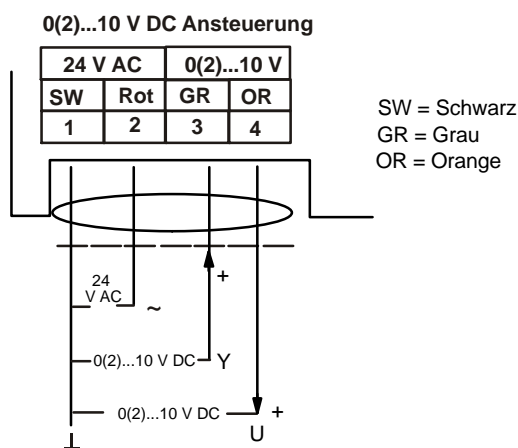 0(2)...10 V DC Ansteuerung
24 V AC 0(2)...10 V
SW Rot GR OR
1 2 3 4
SW = Schwarz
GR = Grau
OR = Orange
24
V AC
~
+
0(2)...10 V DC Y
0(2)...10 V DC +
U